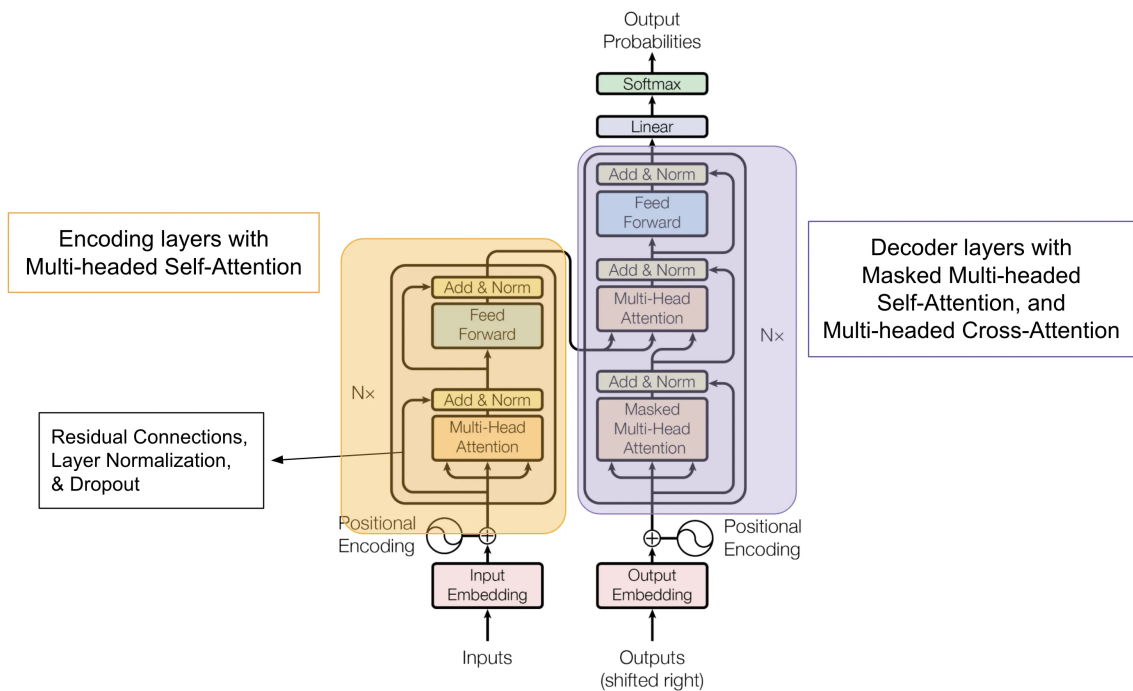 Output
Probabilities
Softmax
Linear
Add & Norm
Feed
Forward
Add & Norm
Multi-Head
Attention
Add & Norm
Masked
Multi-Head
Attention
N×
Decoder layers with
Masked Multi-headed
Self-Attention, and
Multi-headed Cross-Attention
Encoding layers with
Multi-headed Self-Attention
Add & Norm
Feed
Forward
Add & Norm
Multi-Head
Attention
N×
Residual Connections,
Layer Normalization,
& Dropout
Positional
Encoding
Positional
Encoding
Input
Embedding
Output
Embedding
Inputs
Outputs
(shifted right)